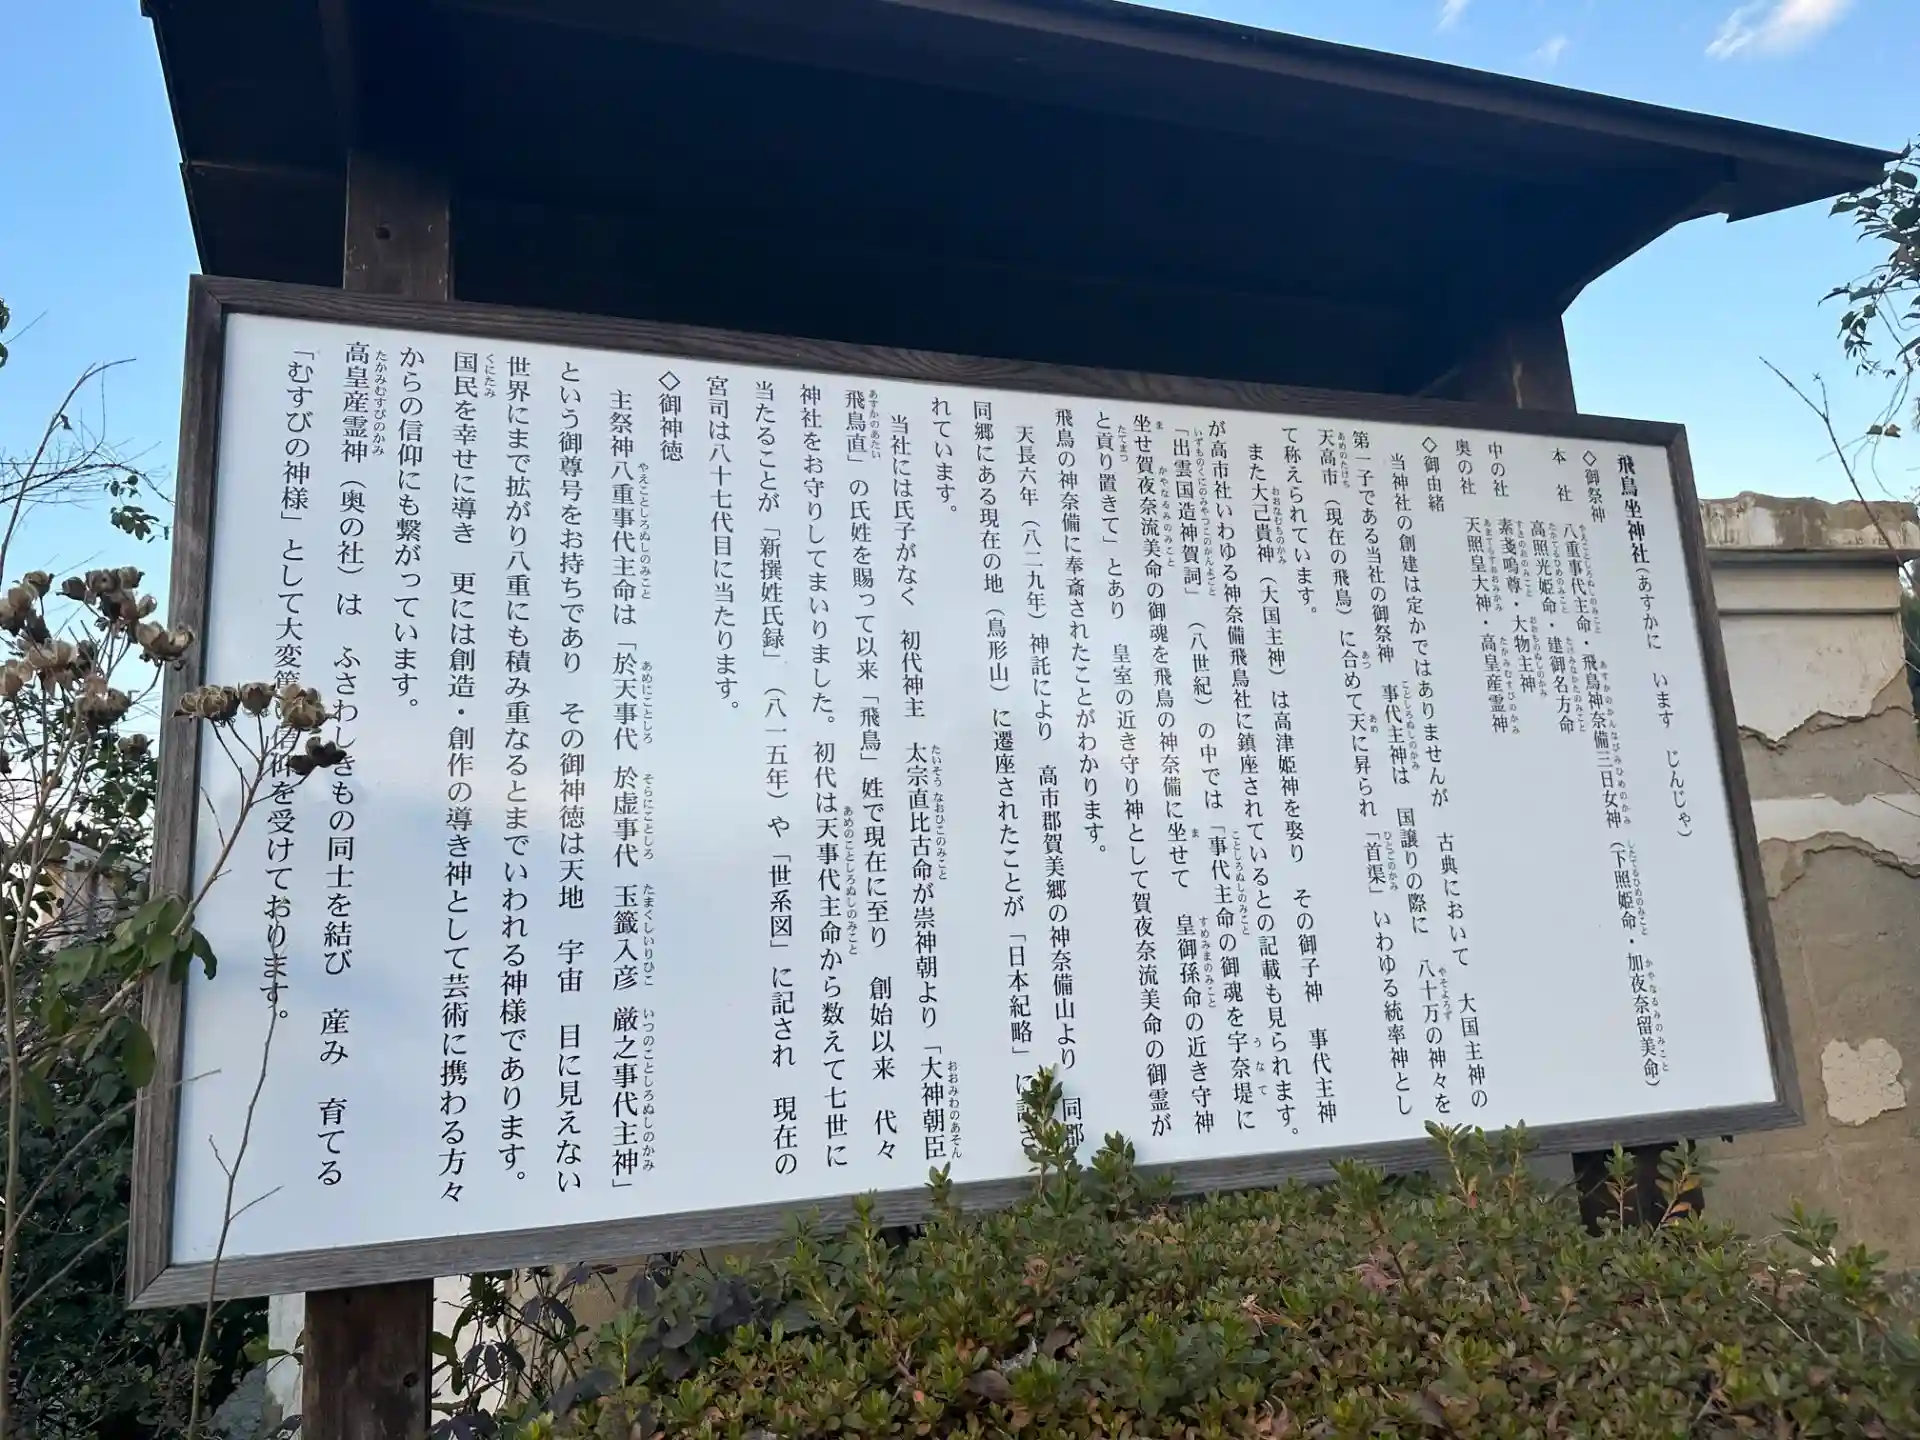 飛鳥坐神社(あすかに います じんじゃ)
◇御祭神
本 社 八重事代主命・飛鳥神奈備三日女神(下照姫命・加夜奈留美命)
中の社 高照光姫命・建御名方命
奥の社 素戔嗚尊・大物主神
天照皇大神・高皇産霊神
◇御由緒
当神社の創建は定かではありませんが 古典において 大国主神の
第一子である当社の御祭神 事代主神は 国譲りの際に 八十万の神々を
天高市(現在の飛鳥)に合めて天に昇られ「首渠」いわゆる統率神とし
て称えられています。
また大己貴神(大国主神)は高津姫神を娶り その御子神 事代主神
が高市社いわゆる神奈備飛鳥社に鎮座されているとの記載も見られます。
「出雲国造神賀詞」(八世紀)の中では「事代主命の御魂を宇奈堤に
坐せ賀夜奈流美命の御魂を飛鳥の神奈備に坐せて 皇御孫命の近き守神
と貢り置きて」とあり 皇室の近き守り神として賀夜奈流美命の御霊が
飛鳥の神奈備に奉斎されたことがわかります。
天長六年(八二九年)神託により 高市郡賀美郷の神奈備山より 同郡
同郷にある現在の地(鳥形山)に遷座されたことが「日本紀略」に記さ
れています。
当社には氏子がなく 初代神主 太宗直比古命が崇神朝より「大神朝臣
飛鳥直」の氏姓を賜って以来「飛鳥」姓で現在に至り 創始以来 代々
神社をお守りしてまいりました。初代は天事代主命から数えて七世に
当たることが「新撰姓氏録」(八一五年)や「世系図」に記され 現在の
宮司は八十七代目に当たります。
◇御神徳
主祭神八重事代主命は「於天事代 於虚事代 玉籤入彦 厳之事代主神」
という御尊号をお持ちであり その御神徳は天地 宇宙 目に見えない
世界にまで拡がり八重にも積み重なるとまでいわれる神様であります。
国民を幸せに導き 更には創造・創作の導き神として芸術に携わる方々
からの信仰にも繋がっています。
高皇産霊神(奥の社)は ふさわしきもの同士を結び 産み 育てる
「むすびの神様」として大変篤い信仰を受けております。